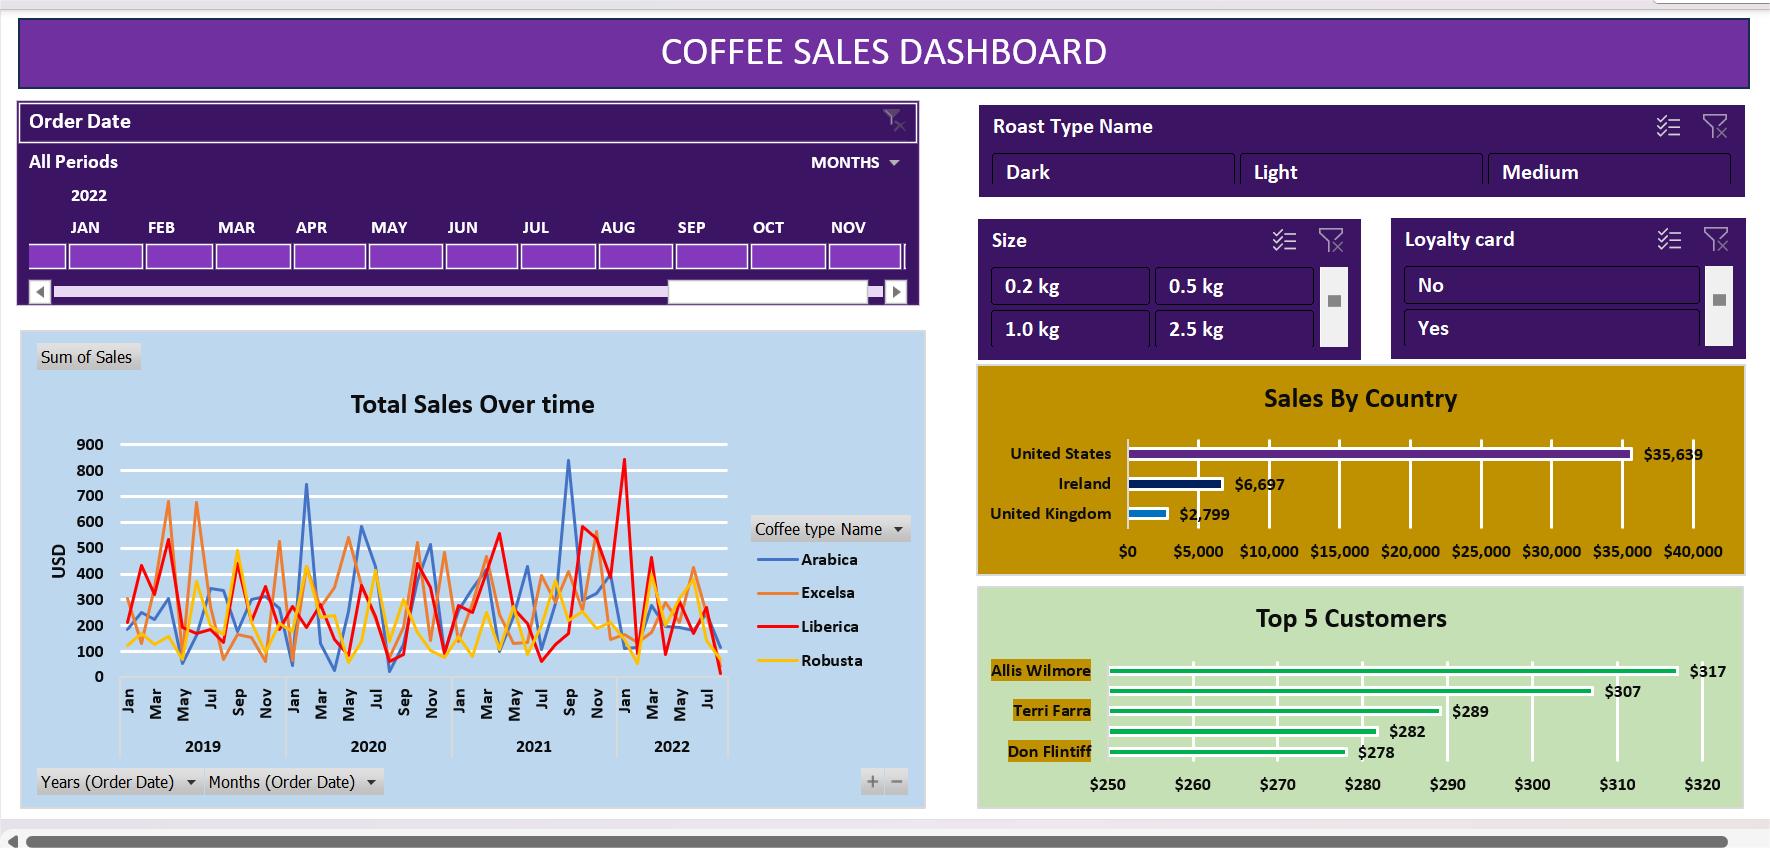 COFFEE SALES DASHBOARD
Order Date
All Periods
MONTHS
2022
JAN FEB MAR APR MAY JUN JUL AUG SEP OCT NOV
Roast Type Name
Dark Light Medium
Size
0.2 kg 0.5 kg
1.0 kg 2.5 kg
Loyalty card
No
Yes
Sum of Sales
Total Sales Over time
900
800
700
600
500
400
300
200
100
0
USD
Jan Mar May Jul Sep Nov Jan Mar May Jul Sep Nov Jan Mar May Jul Sep Nov Jan Mar May Jul
2019 2020 2021 2022
Coffee type Name
Arabica
Excelsa
Liberica
Robusta
Years (Order Date) Months (Order Date)
+ −
Sales By Country
United States $35,639
Ireland $6,697
United Kingdom $2,799
$0 $5,000 $10,000 $15,000 $20,000 $25,000 $30,000 $35,000 $40,000
Top 5 Customers
Allis Wilmore $317
$307
Terri Farra $289
$282
Don Flintiff $278
$250 $260 $270 $280 $290 $300 $310 $320